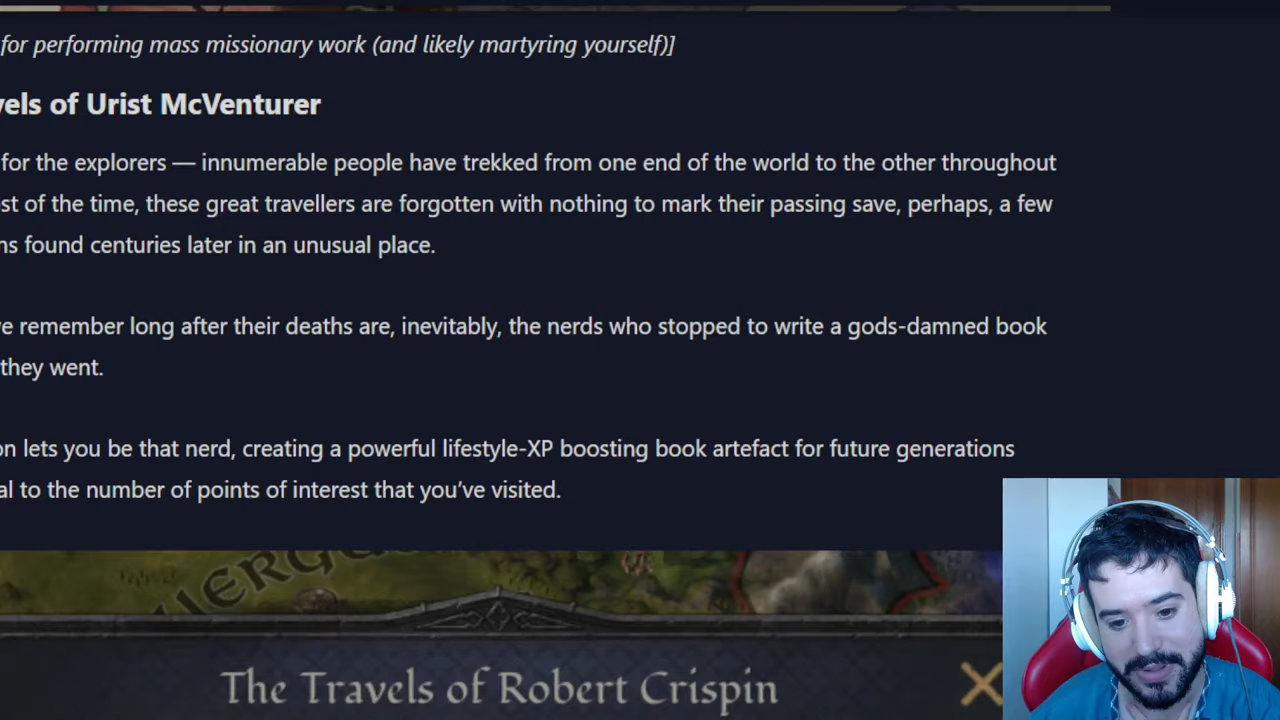 for performing mass missionary work (and likely martyring yourself)]
vels of Urist McVenturer
for the explorers — innumerable people have trekked from one end of the world to the other throughout
st of the time, these great travellers are forgotten with nothing to mark their passing save, perhaps, a few
ns found centuries later in an unusual place.
ve remember long after their deaths are, inevitably, the nerds who stopped to write a gods-damned book
they went.
on lets you be that nerd, creating a powerful lifestyle-XP boosting book artefact for future generations
al to the number of points of interest that you've visited.
The Travels of Robert Crispin